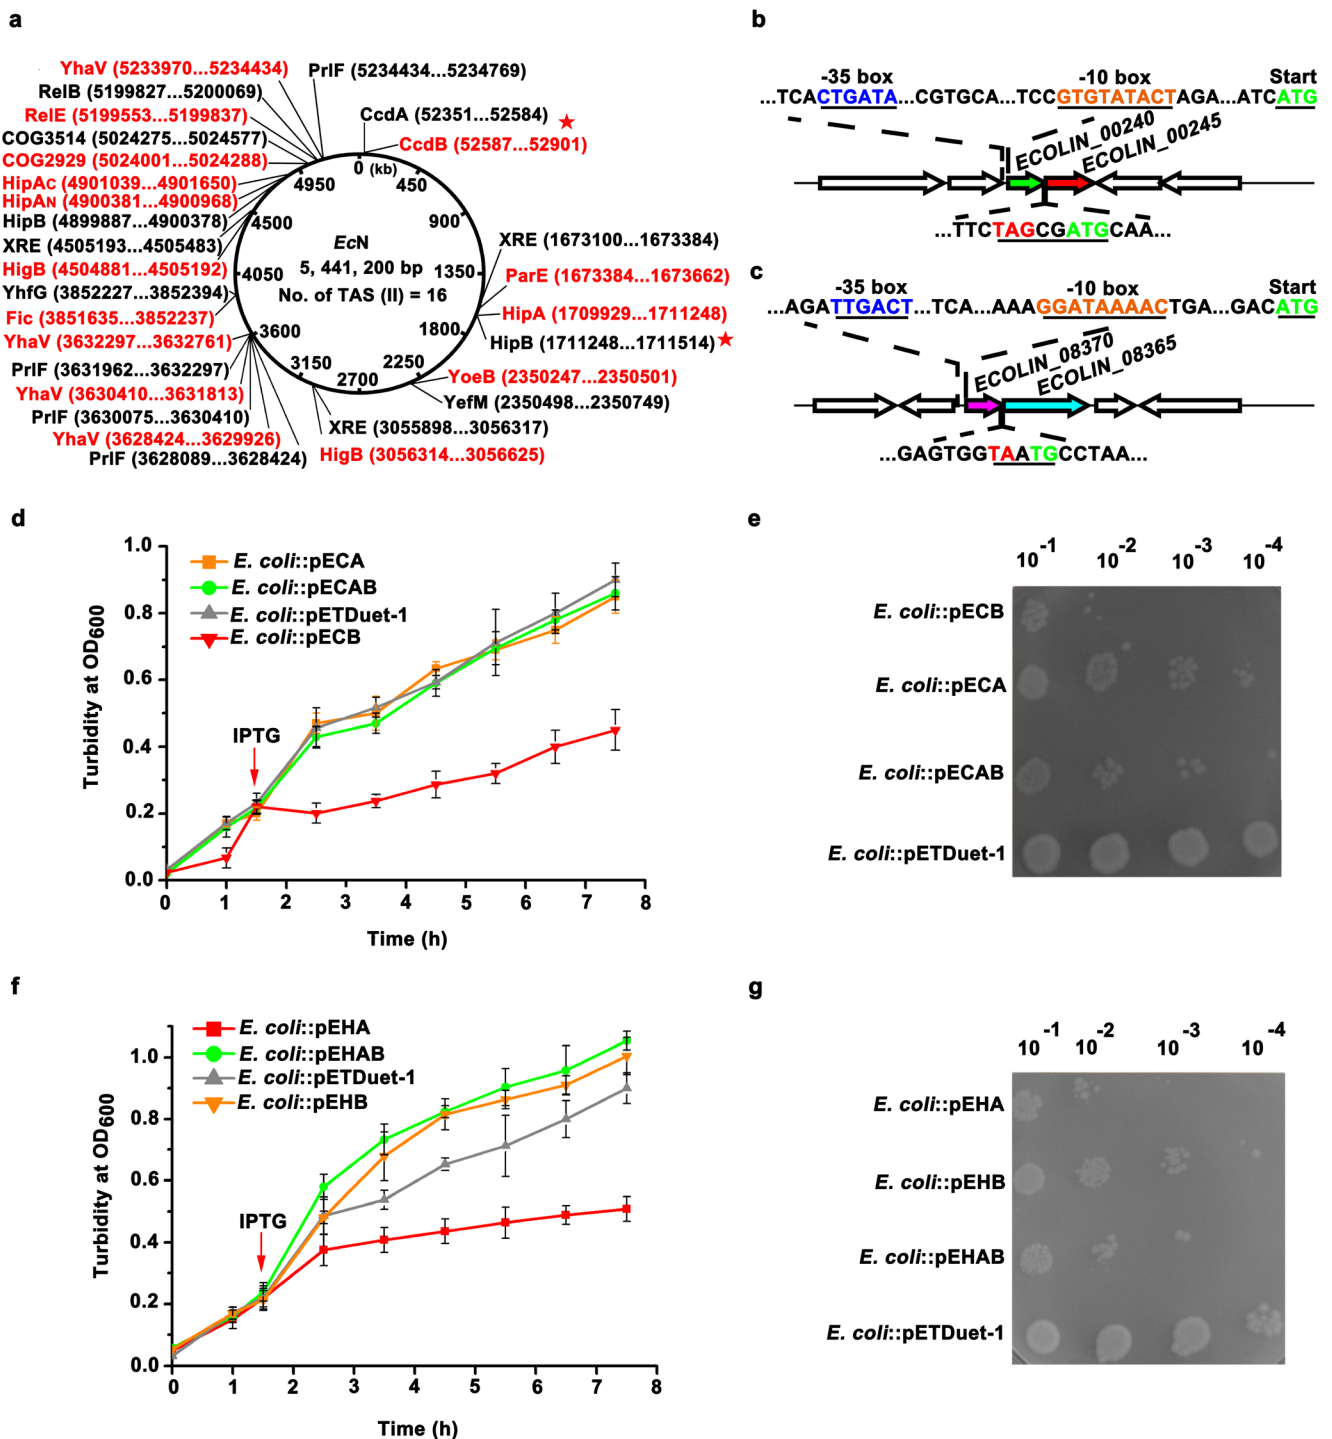 a
YhaV (5233970...5234434)
PrlF (5234434...5234769)
RelB (5199827...5200069)
RelE (5199553...5199837)
CcdA (52351...52584)
COG3514 (5024275...5024577)
CcdB (52587...52901)
COG2929 (5024001...5024288)
HipAC (4901039...4901650)
HipAN (4900381...4900968)
HipB (4899887...4900378)
XRE (4505193...4505483)
HigB (4504881...4505192)
YhfG (3852227...3852394)
Fic (3851635...3852237)
YhaV (3632297...3632761)
PrlF (3631962...3632297)
YhaV (3630410...3631813)
PrlF (3630075...3630410)
YhaV (3628424...3629926)
PrlF (3628089...3628424)
0 (kb)
450
900
1350
1800
2250
2700
3150
3600
4050
4500
4950
EcN
5, 441, 200 bp
No. of TAS (II) = 16
XRE (1673100...1673384)
ParE (1673384...1673662)
HipA (1709929...1711248)
HipB (1711248...1711514)
YoeB (2350247...2350501)
YefM (2350498...2350749)
XRE (3055898...3056317)
HigB (3056314...3056625)
b
-35 box
-10 box
Start
...TCACTGATA...CGTGCA...TCCGTGTATACTAGA...ATCATG
ECOLIN_00240
ECOLIN_00245
...TTCTAGCGATGCAA...
c
-35 box
-10 box
Start
...AGATTGACT...TCA...AAAGGATAAAACTGA...GACATG
ECOLIN_08370
ECOLIN_08365
...GAGTGGTAATGCCTAA...
d
E. coli::pECA
E. coli::pECAB
E. coli::pETDuet-1
E. coli::pECB
IPTG
Turbidity at OD600
1.0
0.8
0.6
0.4
0.2
0.0
0 1 2 3 4 5 6 7 8
Time (h)
e
10-1 10-2 10-3 10-4
E. coli::pECB
E. coli::pECA
E. coli::pECAB
E. coli::pETDuet-1
f
E. coli::pEHA
E. coli::pEHAB
E. coli::pETDuet-1
E. coli::pEHB
IPTG
Turbidity at OD600
1.0
0.8
0.6
0.4
0.2
0.0
0 1 2 3 4 5 6 7 8
Time (h)
g
10-1 10-2 10-3 10-4
E. coli::pEHA
E. coli::pEHB
E. coli::pEHAB
E. coli::pETDuet-1